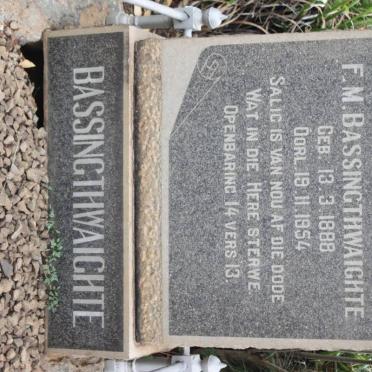 F. M. BASSINGTHWAIGHTE
GEB. 13. 3. 1888
OORL. 18. 11. 1954
SALIG IS VAN NOU AF DIE DODE
WAT IN DIE HERE STERWE.
OPENBARING 14 VERS 13
BASSINGTHWAIGHTE